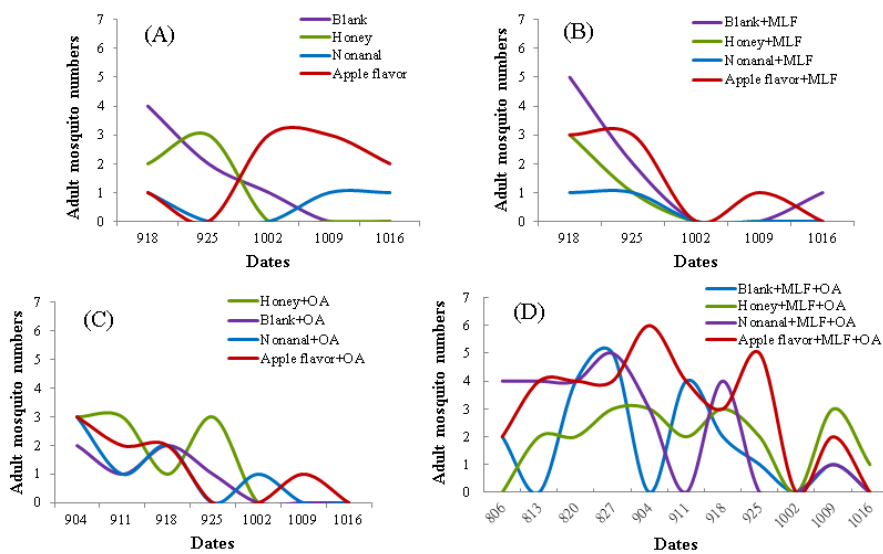 (A)
Blank
Honey
Nonanal
Apple flavor
Adult mosquito numbers
7
6
5
4
3
2
1
0
918 925 1002 1009 1016
Dates
(B)
Blank+MLF
Honey+MLF
Nonanal+MLF
Apple flavor+MLF
Adult mosquito numbers
7
6
5
4
3
2
1
0
918 925 1002 1009 1016
Dates
(C)
Honey+OA
Blank+OA
Nonanal+OA
Apple flavor+OA
Adult mosquito numbers
7
6
5
4
3
2
1
0
904 911 918 925 1002 1009 1016
Dates
(D)
Blank+MLF+OA
Honey+MLF+OA
Nonanal+MLF+OA
Apple flavor+MLF+OA
Adult mosquito numbers
7
6
5
4
3
2
1
0
806 813 820 827 904 911 918 925 1002 1009 1016
Dates